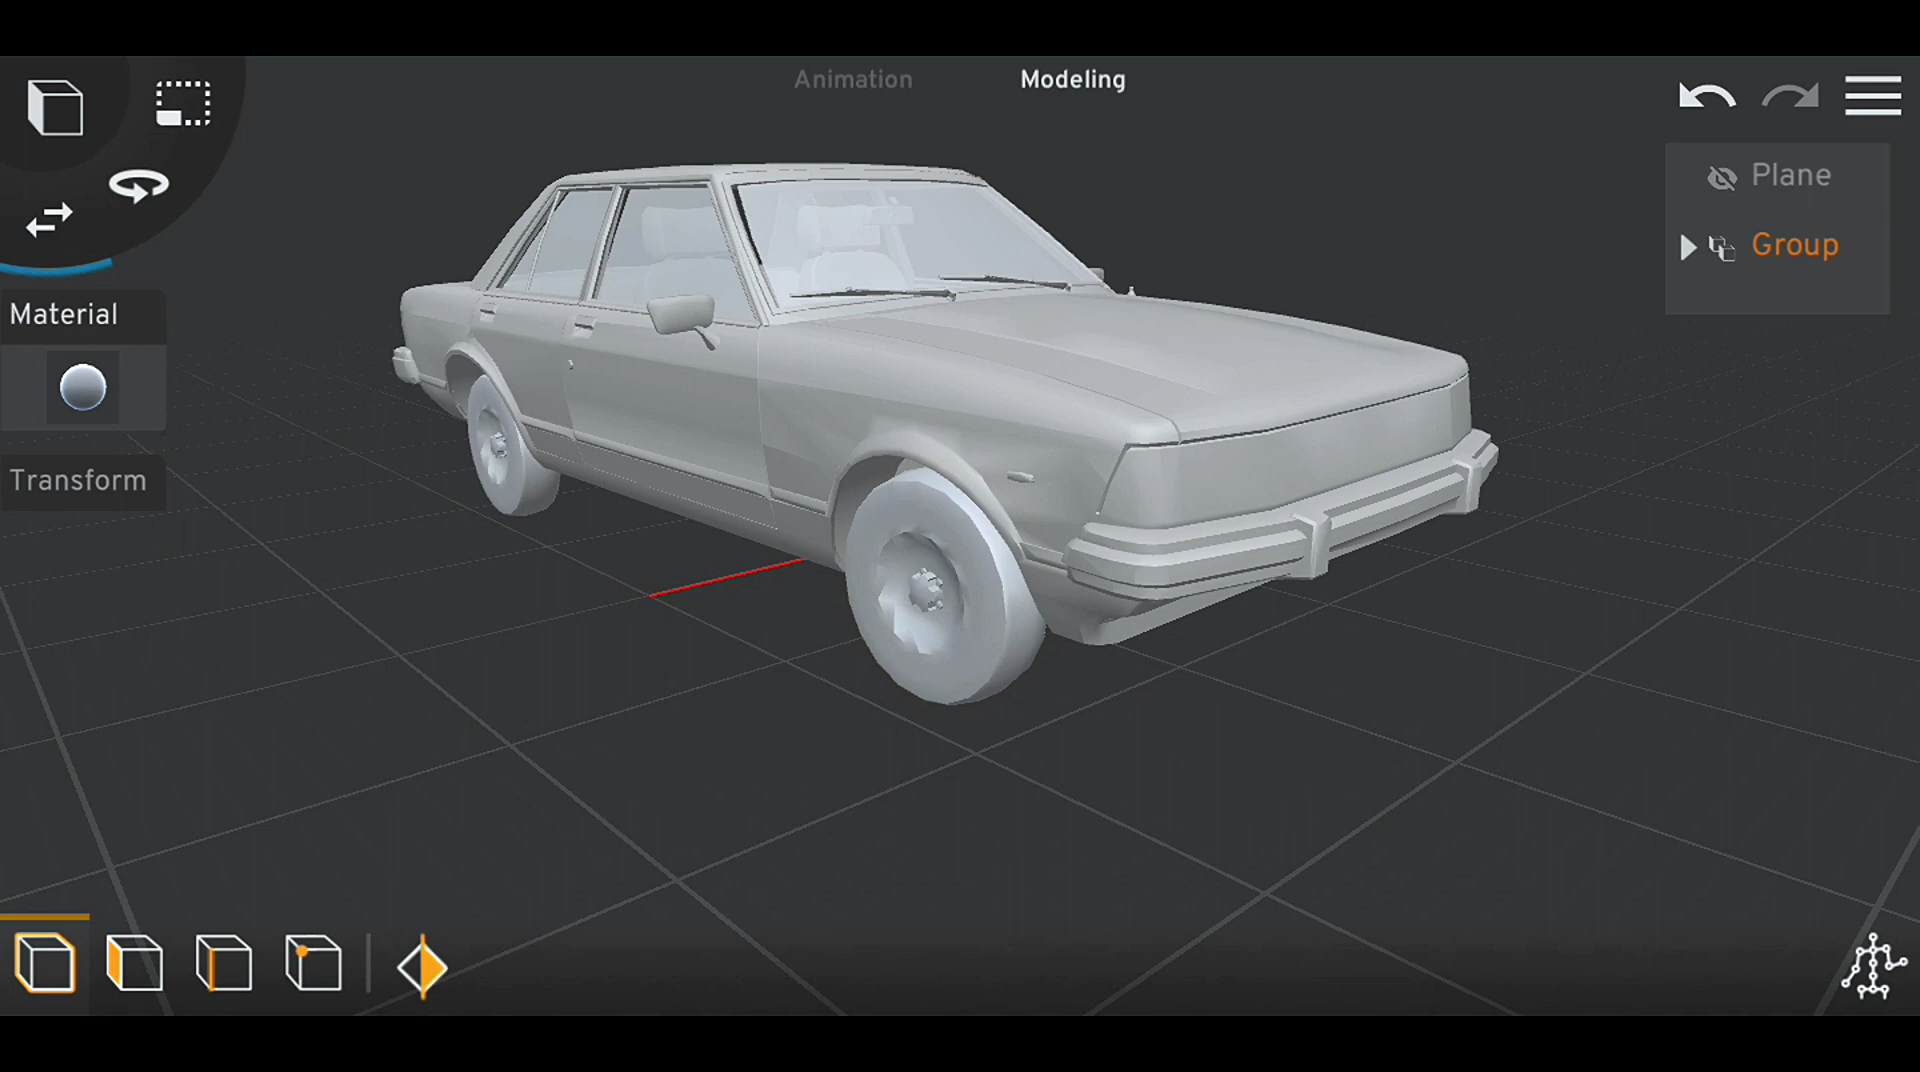 Animation Modeling
Plane
Group
Material
Transform